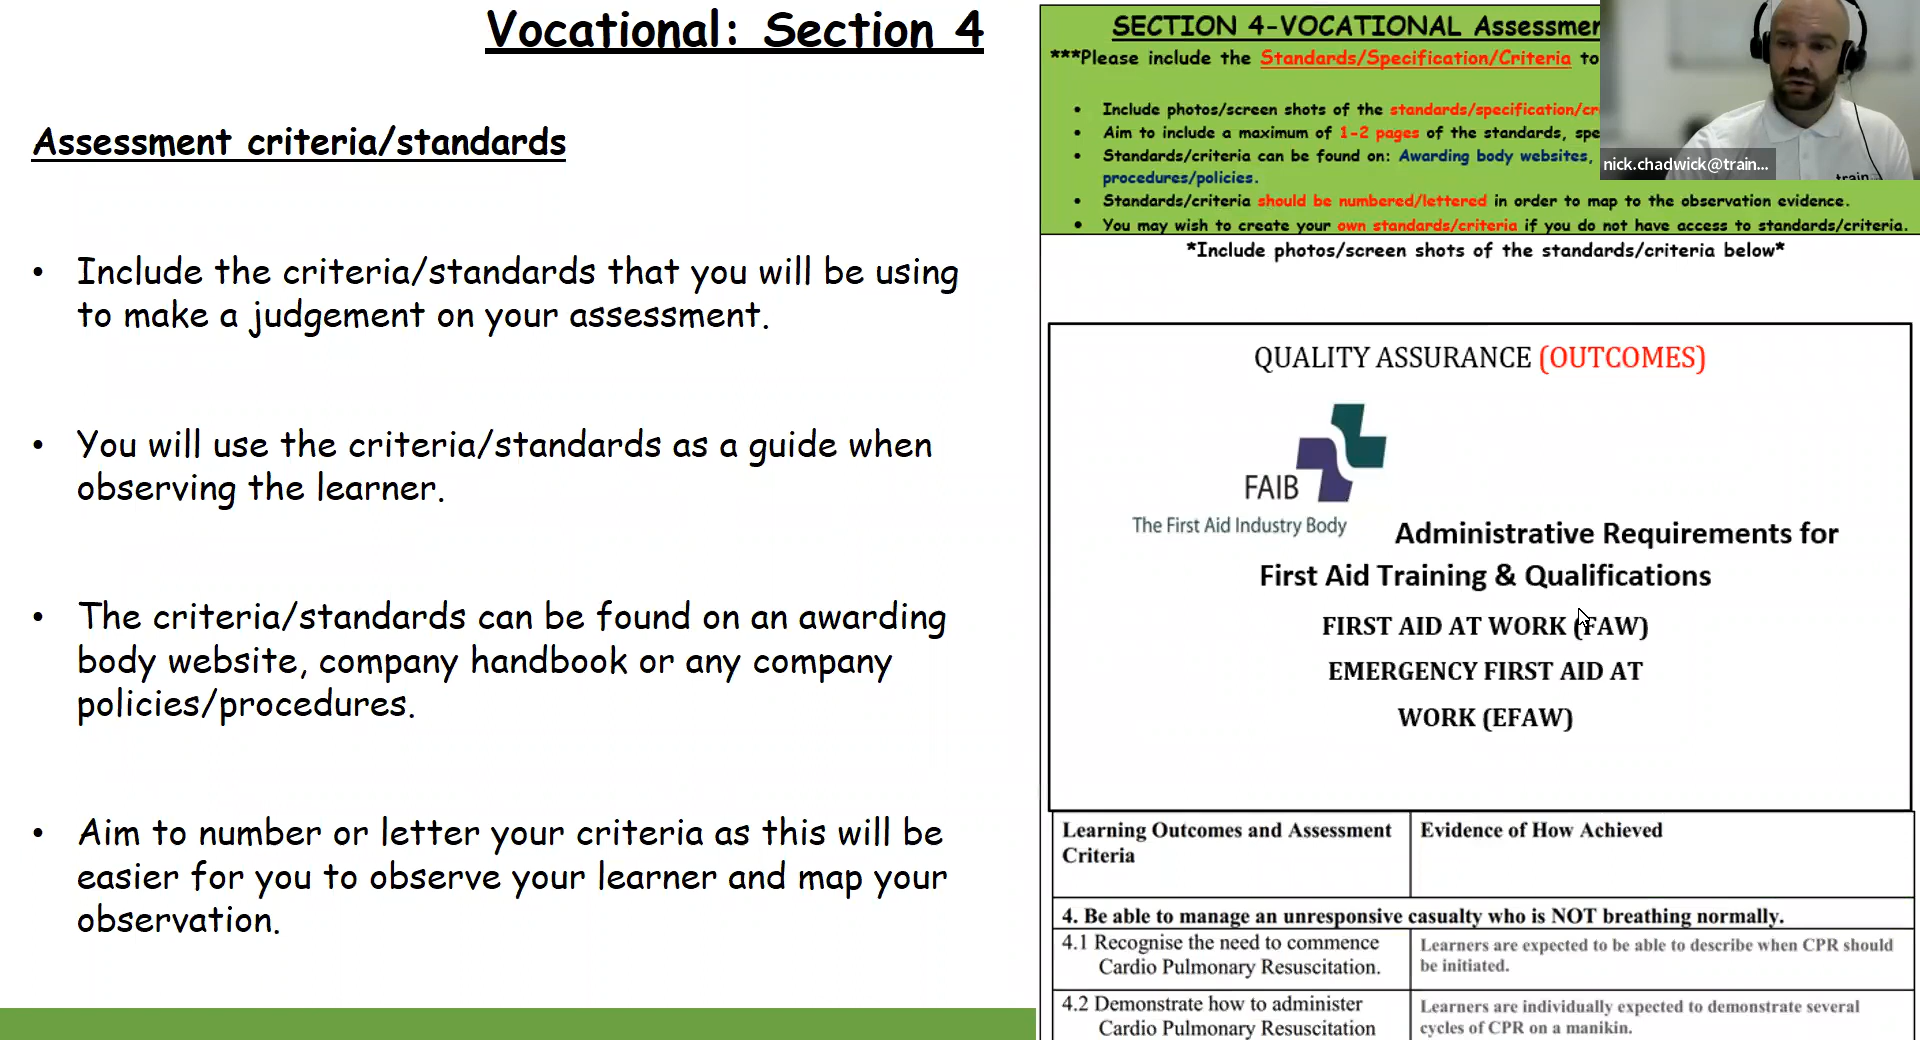 Vocational: Section 4
Assessment criteria/standards
• Include the criteria/standards that you will be using
to make a judgement on your assessment.
• You will use the criteria/standards as a guide when
observing the learner.
• The criteria/standards can be found on an awarding
body website, company handbook or any company
policies/procedures.
• Aim to number or letter your criteria as this will be
easier for you to observe your learner and map your
observation.
SECTION 4-VOCATIONAL
***Please include the Standards/Specification/Criteria to
• Include photos/screen shots of the standards/specification/
• Aim to include a maximum of 1-2 pages of the standards,
• Standards/criteria can be found on: Awarding body websites,
procedures/policies.
• Standards/criteria should be numbered/lettered in order to map to the observation evidence.
• You may wish to create your own standards/criteria if you do not have access to standards/criteria.
nick.chadwick@train...
train
*Include photos/screen shots of the standards/criteria below*
QUALITY ASSURANCE (OUTCOMES)
FAIB
The First Aid Industry Body
Administrative Requirements for
First Aid Training & Qualifications
FIRST AID AT WORK (FAW)
EMERGENCY FIRST AID AT
WORK (EFAW)
Learning Outcomes and Assessment
Criteria
Evidence of How Achieved
4. Be able to manage an unresponsive casualty who is NOT breathing normally.
4.1 Recognise the need to commence
Cardio Pulmonary Resuscitation.
Learners are expected to be able to describe when CPR should
be initiated.
4.2 Demonstrate how to administer
Cardio Pulmonary Resuscitation
Learners are individually expected to demonstrate several
cycles of CPR on a manikin.